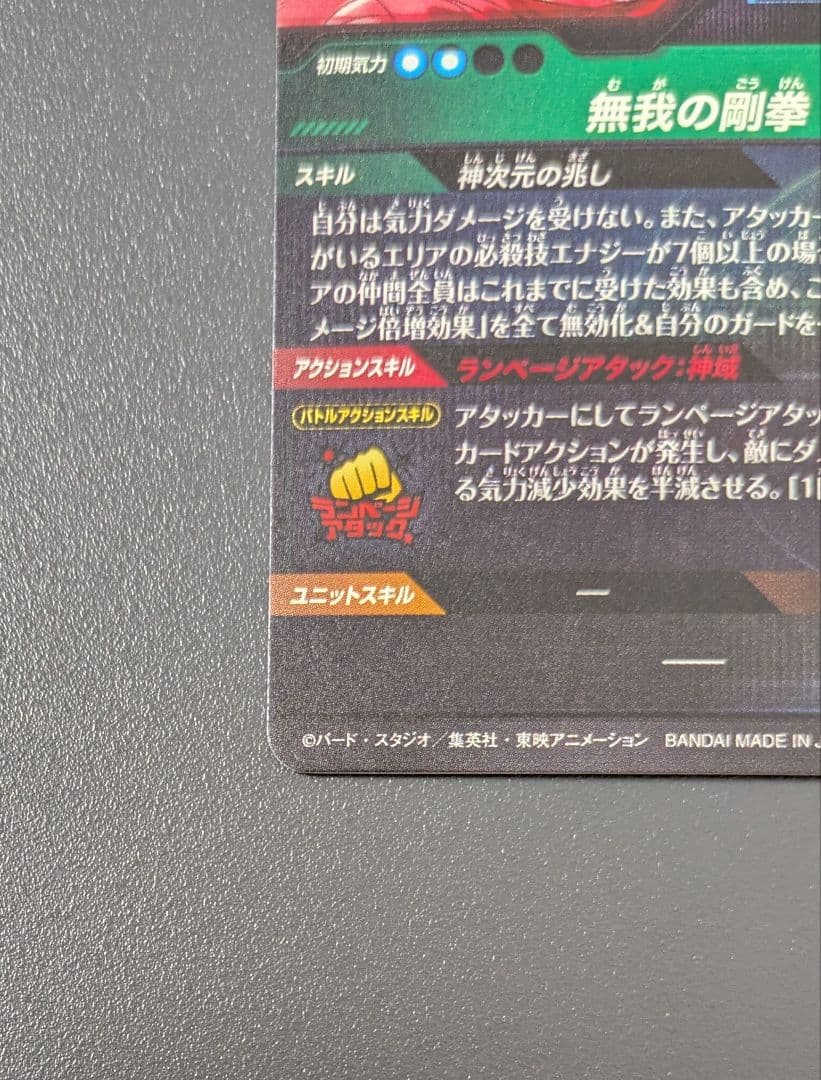 初期気力
無我の剛拳
スキル 神次元の兆し
自分は気力ダメージを受けない。また、アタッカー
がいるエリアの必殺技エナジーが7個以上の場合
アの仲間全員はこれまでに受けた効果も含め、こ
メージ倍増効果」を全て無効化&自分のガードを
アクションスキル ランページアタック:神域
バトルアクションスキル
アタッカーにしてランページアタッ
カードアクションが発生し、敵にダ
る気力減少効果を半減させる。[1
ランページ
アタック
ユニットスキル ー
ー
©バード・スタジオ/集英社・東映アニメーション BANDAI MADE IN J